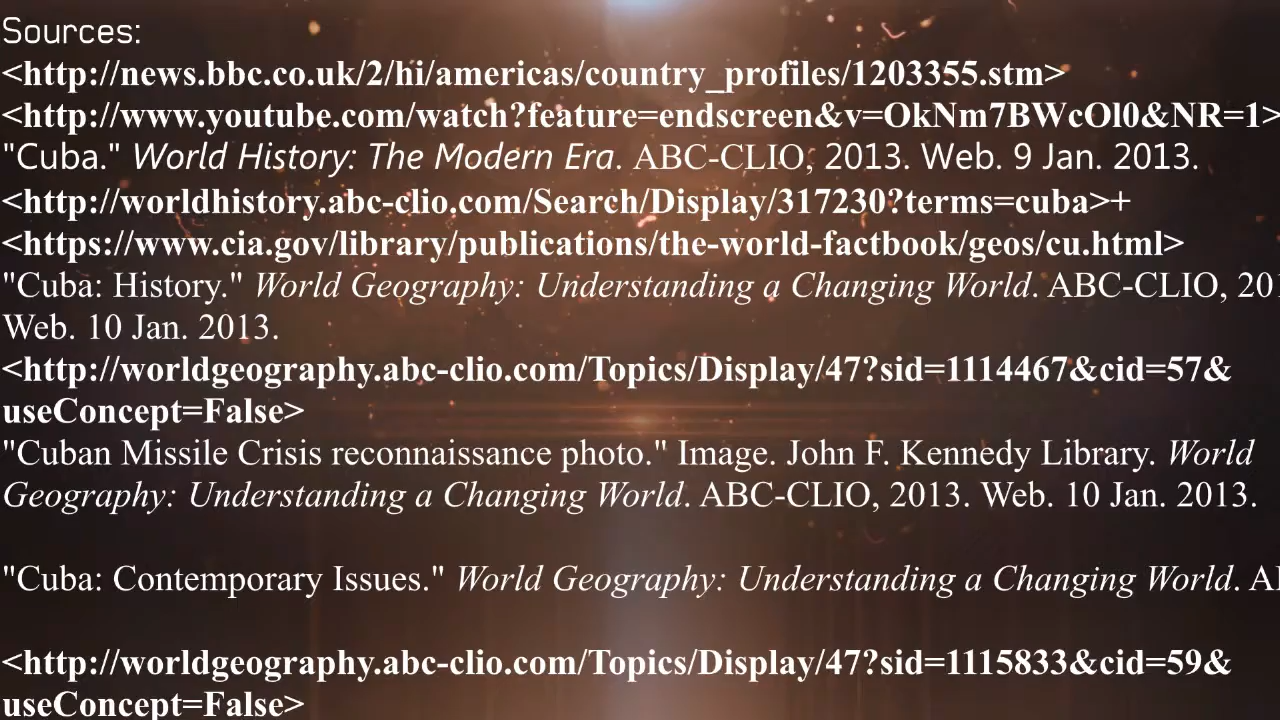 Sources:
<http://news.bbc.co.uk/2/hi/americas/country_profiles/1203355.stm>
<http://www.youtube.com/watch?feature=endscreen&v=OkNm7BWcOl0&NR=1>
"Cuba." World History: The Modern Era. ABC-CLIO, 2013. Web. 9 Jan. 2013.
<http://worldhistory.abc-clio.com/Search/Display/317230?terms=cuba>+
<https://www.cia.gov/library/publications/the-world-factbook/geos/cu.html>
"Cuba: History." World Geography: Understanding a Changing World. ABC-CLIO, 20
Web. 10 Jan. 2013.
<http://worldgeography.abc-clio.com/Topics/Display/47?sid=1114467&cid=57&
useConcept=False>
"Cuban Missile Crisis reconnaissance photo." Image. John F. Kennedy Library. World
Geography: Understanding a Changing World. ABC-CLIO, 2013. Web. 10 Jan. 2013.
"Cuba: Contemporary Issues." World Geography: Understanding a Changing World.
<http://worldgeography.abc-clio.com/Topics/Display/47?sid=1115833&cid=59&
useConcept=False>